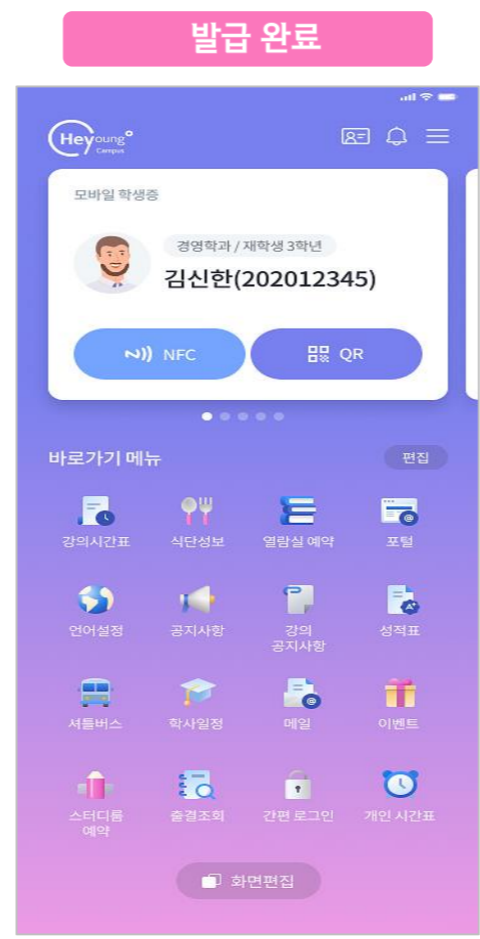 발급 완료
Heyoung
Campus
모바일 학생증
경영학과 / 재학생 3학년
김신한(202012345)
NFC
QR
바로가기 메뉴
편집
강의시간표
식단성보
열람실 예약
포털
언어설정
공지사항
강의
공지사항
성적표
셔틀버스
학사일정
메일
이벤트
스터디룸
예약
출결조회
간편 로그인
개인 시간표
화면편집